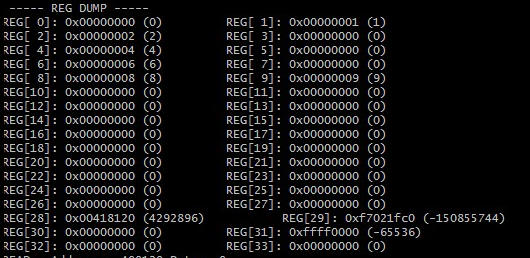 ----- REG DUMP -----
REG[ 0]: 0x00000000 (0) REG[ 1]: 0x00000001 (1)
REG[ 2]: 0x00000002 (2) REG[ 3]: 0x00000000 (0)
REG[ 4]: 0x00000004 (4) REG[ 5]: 0x00000000 (0)
REG[ 6]: 0x00000006 (6) REG[ 7]: 0x00000000 (0)
REG[ 8]: 0x00000008 (8) REG[ 9]: 0x00000009 (9)
REG[10]: 0x00000000 (0) REG[11]: 0x00000000 (0)
REG[12]: 0x00000000 (0) REG[13]: 0x00000000 (0)
REG[14]: 0x00000000 (0) REG[15]: 0x00000000 (0)
REG[16]: 0x00000000 (0) REG[17]: 0x00000000 (0)
REG[18]: 0x00000000 (0) REG[19]: 0x00000000 (0)
REG[20]: 0x00000000 (0) REG[21]: 0x00000000 (0)
REG[22]: 0x00000000 (0) REG[23]: 0x00000000 (0)
REG[24]: 0x00000000 (0) REG[25]: 0x00000000 (0)
REG[26]: 0x00000000 (0) REG[27]: 0x00000000 (0)
REG[28]: 0x00418120 (4292896) REG[29]: 0xf7021fc0 (-150855744)
REG[30]: 0x00000000 (0) REG[31]: 0xffff0000 (-65536)
REG[32]: 0x00000000 (0) REG[33]: 0x00000000 (0)